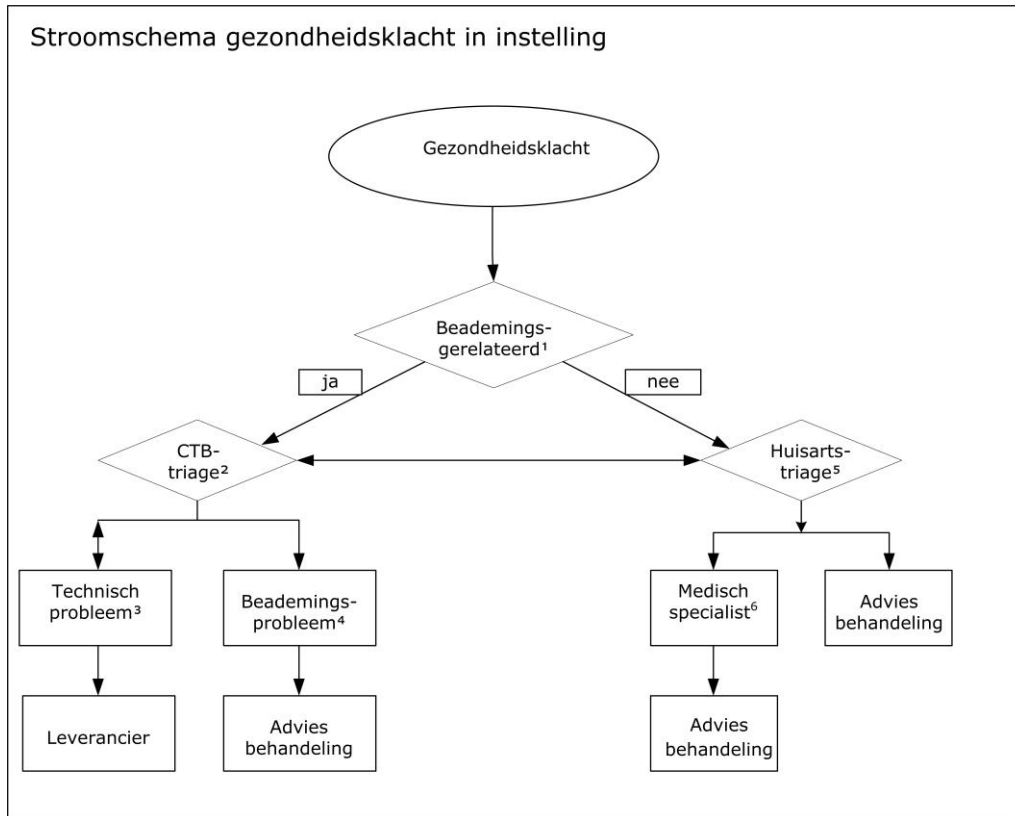 Stroomschema gezondheidsklacht in instelling
Gezondheidsklacht
Beademings-
gerelateerd¹
ja
nee
CTB-
triage²
Huisarts-
triage⁵
Technisch
probleem³
Beademings-
probleem⁴
Medisch
specialist⁶
Advies
behandeling
Leverancier
Advies
behandeling
Advies
behandeling